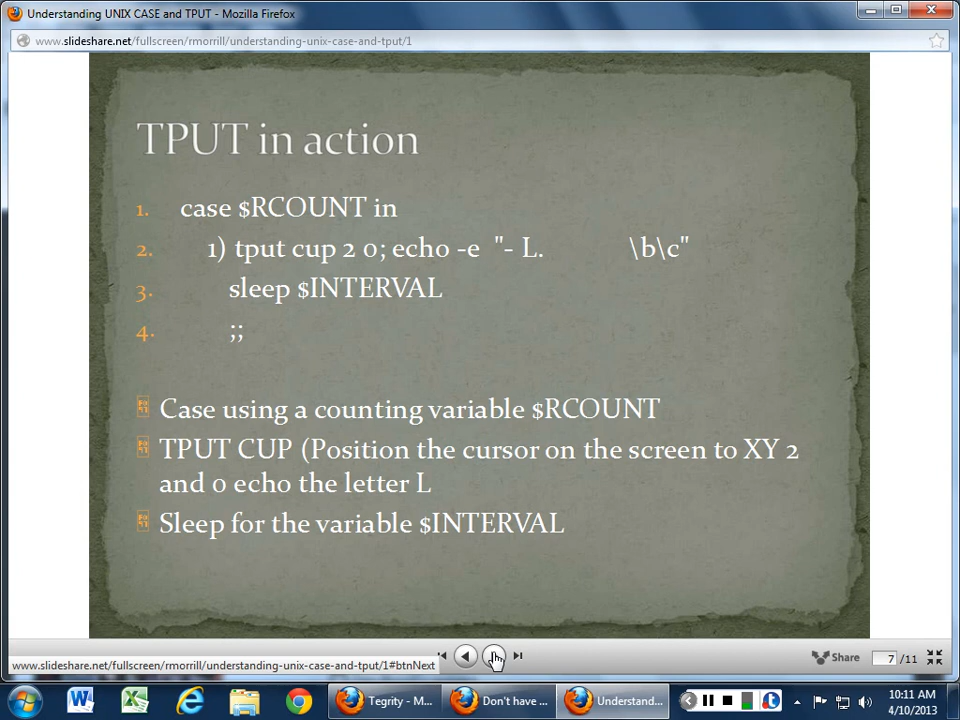 Understanding UNIX CASE and TPUT - Mozilla Firefox
www.slideshare.net/fullscreen/rmorrill/understanding-unix-case-and-tput/1
TPUT in action
1. case $RCOUNT in
2. 1) tput cup 2 0; echo -e "- L. \b\c"
3. sleep $INTERVAL
4. ;;
Case using a counting variable $RCOUNT
TPUT CUP (Position the cursor on the screen to XY 2
and 0 echo the letter L
Sleep for the variable $INTERVAL
www.slideshare.net/fullscreen/rmorrill/understanding-unix-case-and-tput/1#btnNext
Share
7 /11
Tegrity - M...
Don't have ...
Understand...
10:11 AM
4/10/2013